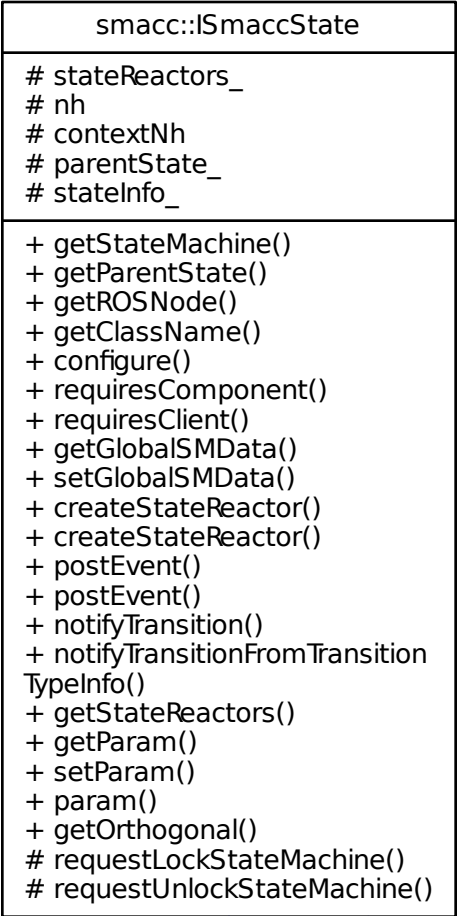 smacc::ISmaccState
# stateReactors_
# nh
# contextNh
# parentState_
# stateInfo_
+ getStateMachine()
+ getParentState()
+ getROSNode()
+ getClassName()
+ configure()
+ requiresComponent()
+ requiresClient()
+ getGlobalSMData()
+ setGlobalSMData()
+ createStateReactor()
+ createStateReactor()
+ postEvent()
+ postEvent()
+ notifyTransition()
+ notifyTransitionFromTransition
TypeInfo()
+ getStateReactors()
+ getParam()
+ setParam()
+ param()
+ getOrthogonal()
# requestLockStateMachine()
# requestUnlockStateMachine()